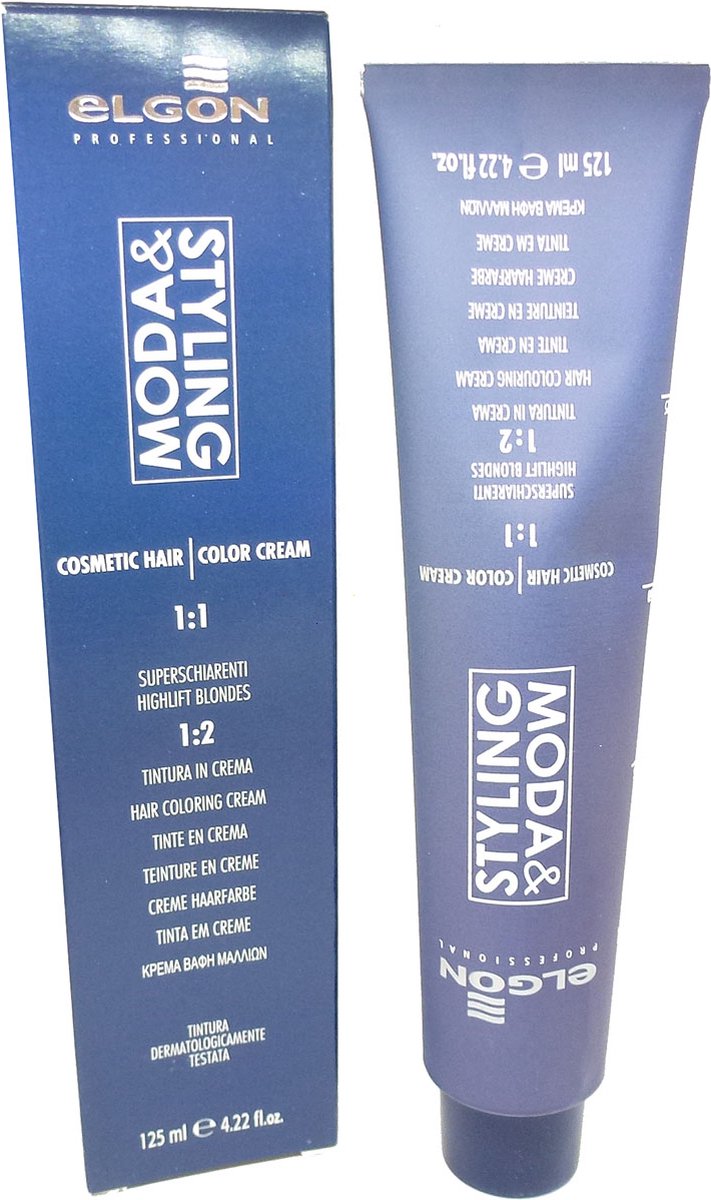 eLGON
PROFESSIONAL
MODA&
STYLING
COSMETIC HAIR | COLOR CREAM
1:1
SUPERSCHIARENTI
HIGHLIFT BLONDES
1:2
TINTURA IN CREMA
HAIR COLORING CREAM
TINTE EN CREMA
TEINTURE EN CREME
CREME HAARFARBE
TINTA EM CREME
ΚΡΕΜΑ ΒΑΦΗ ΜΑΛΛΙΩΝ
TINTURA
DERMATOLOGICAMENTE
TESTATA
125 ml ℮ 4.22 fl.oz.
eLGON
PROFESSIONAL
MODA&
STYLING
COSMETIC HAIR | COLOR CREAM
1:1
SUPERSCHIARENTI
HIGHLIFT BLONDES
1:2
TINTURA IN CREMA
HAIR COLOURING CREAM
TINTE EN CREMA
TEINTURE EN CREME
CREME HAARFARBE
TINTA EM CREME
ΚΡΕΜΑ ΒΑΦΗ ΜΑΛΛΙΩΝ
125 ml ℮ 4.22 fl.oz.